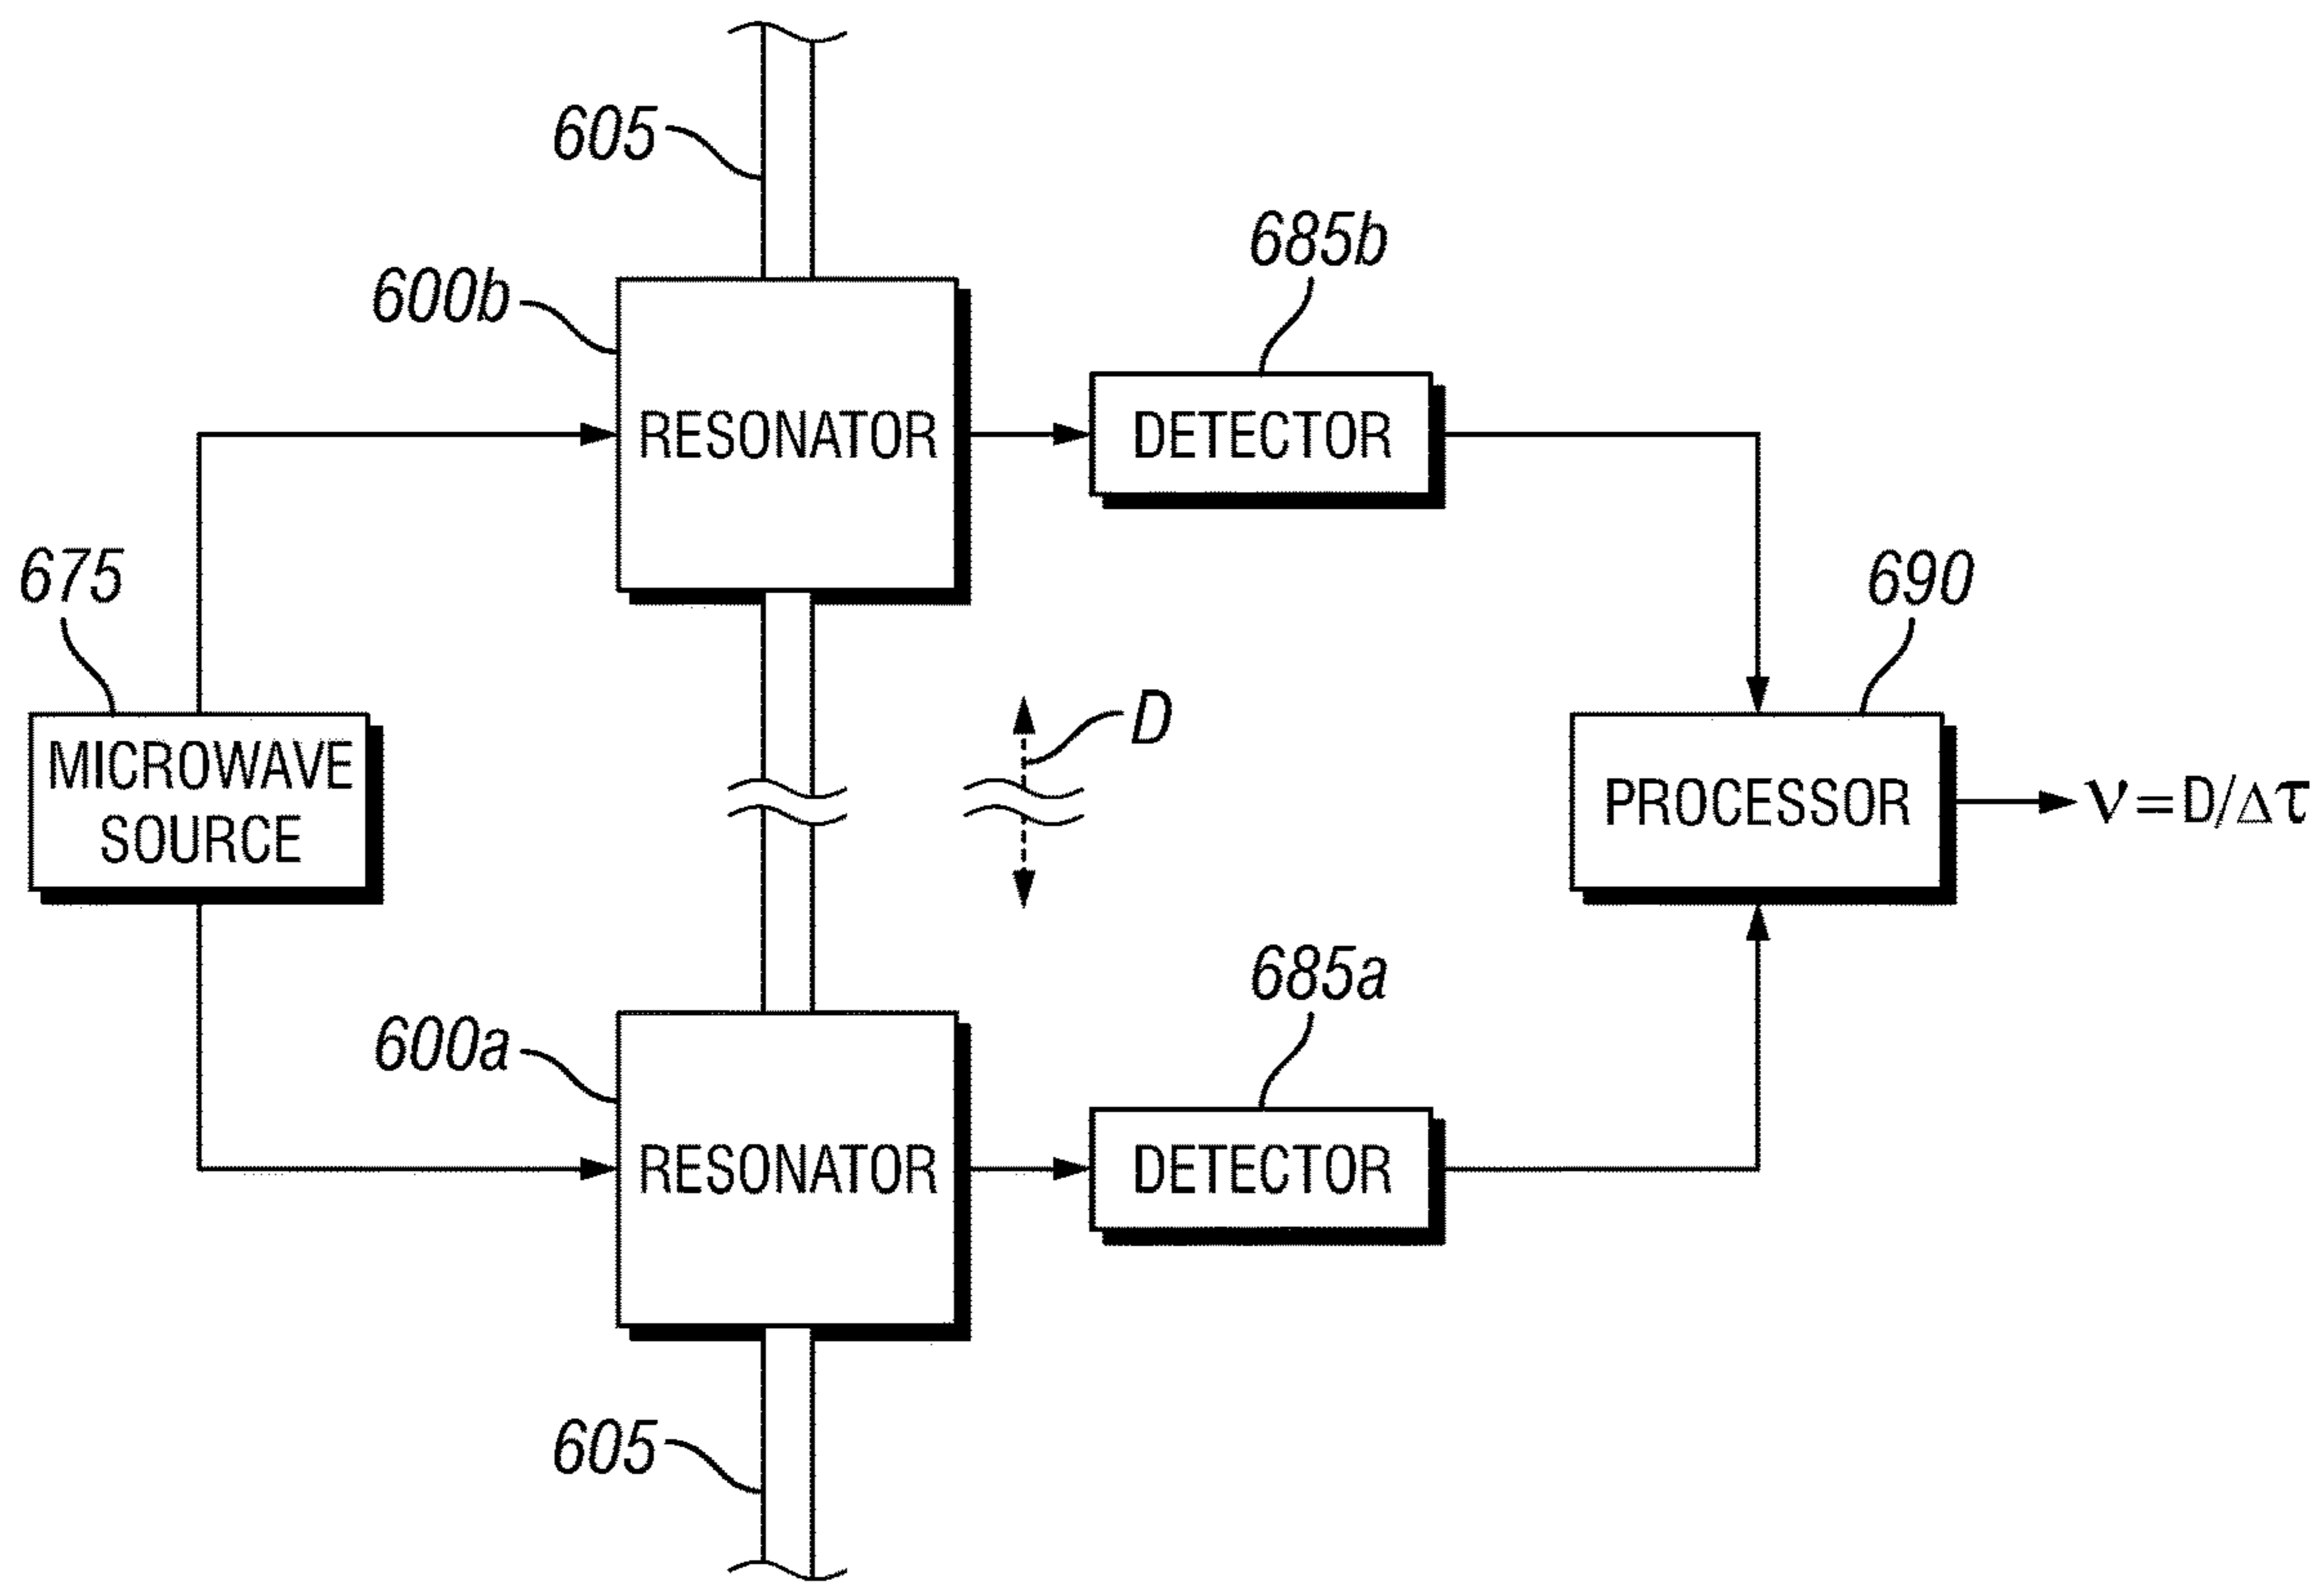 605
685b
600b
RESONATOR
DETECTOR
675
690
D
MICROWAVE
SOURCE
PROCESSOR
ν=D/Δτ
685a
600a
RESONATOR
DETECTOR
605